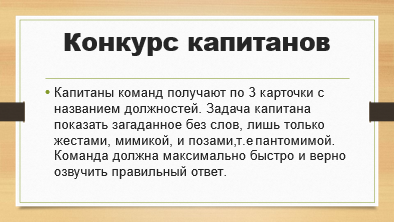 Конкурс капитанов
• Капитаны команд получают по 3 карточки с
названием должностей. Задача капитана
показать загаданное без слов, лишь только
жестами, мимикой, и позами,т.е пантомимой.
Команда должна максимально быстро и верно
озвучить правильный ответ.